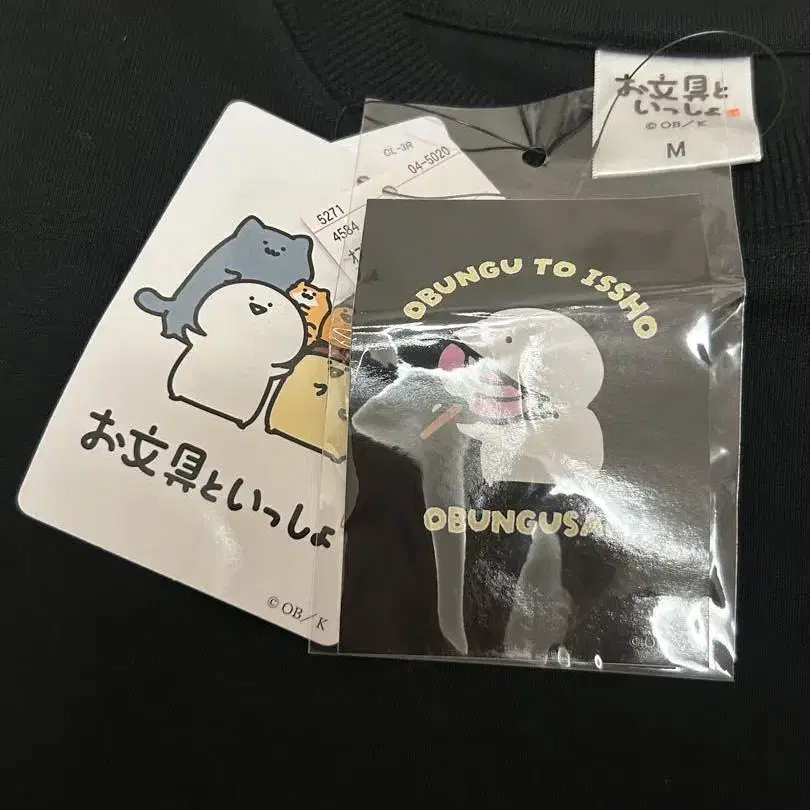 お文具と
いっしょ
© OB/K
M
CL-3R
04-5020
5271
4584
OBUNGU TO ISSHO
OBUNGUSA
お文具といっしょ
© OB/K